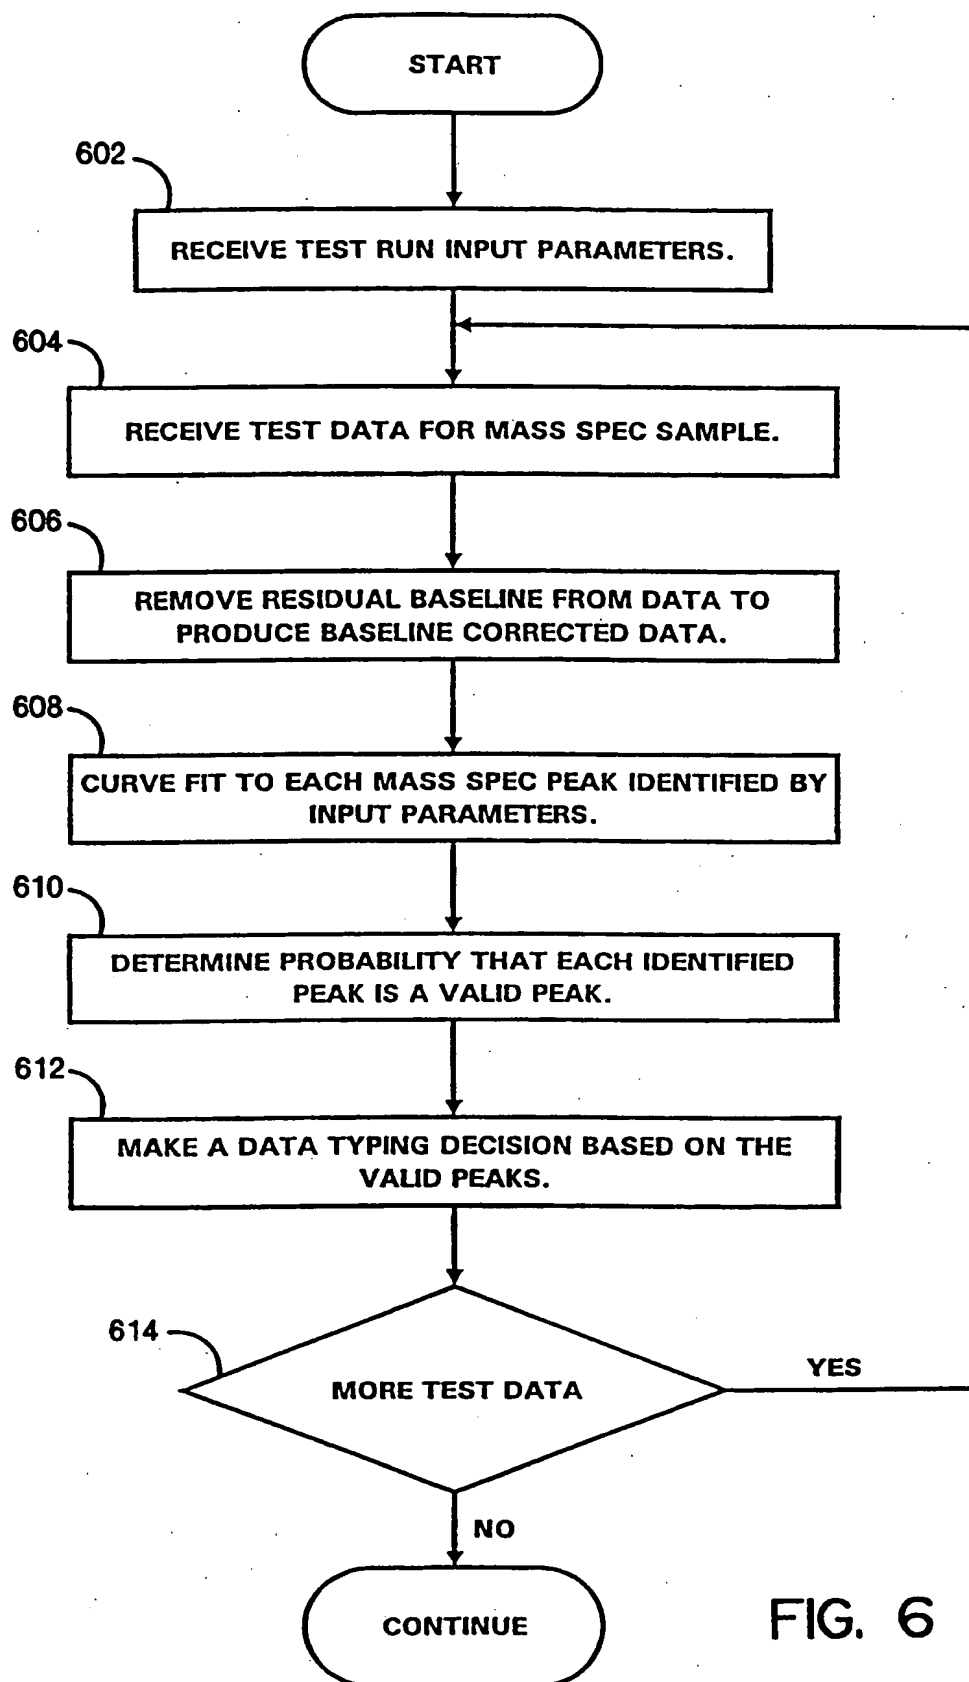 START
602
RECEIVE TEST RUN INPUT PARAMETERS.
604
RECEIVE TEST DATA FOR MASS SPEC SAMPLE.
606
REMOVE RESIDUAL BASELINE FROM DATA TO
PRODUCE BASELINE CORRECTED DATA.
608
CURVE FIT TO EACH MASS SPEC PEAK IDENTIFIED BY
INPUT PARAMETERS.
610
DETERMINE PROBABILITY THAT EACH IDENTIFIED
PEAK IS A VALID PEAK.
612
MAKE A DATA TYPING DECISION BASED ON THE
VALID PEAKS.
614
MORE TEST DATA
YES
NO
CONTINUE
FIG. 6